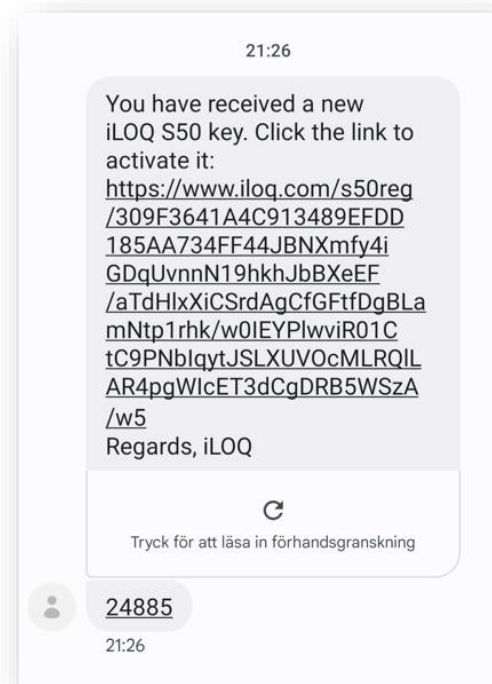 21:26
You have received a new
iLOQ S50 key. Click the link to
activate it:
https://www.iloq.com/s50reg
/309F3641A4C913489EFDD
185AA734FF44JBNXmfy4i
GDqUvnnN19hkhJbBXeEF
/aTdHlxXiCSrdAgCfGFtfDgBLa
mNtp1rhk/w0IEYPlwviR01C
tC9PNbIqytJSLXUVOcMLRQlL
AR4pgWIcET3dCgDRB5WSzA
/w5
Regards, iLOQ
Tryck för att läsa in förhandsgranskning
24885
21:26